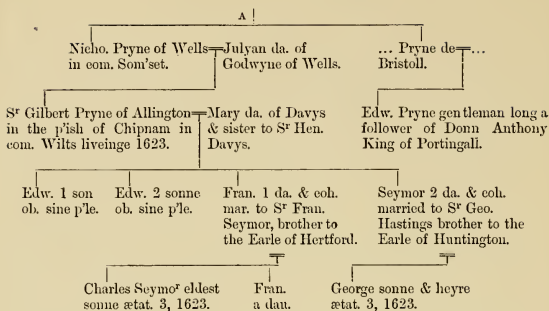 A
Nicho. Pryne of Wells
in com. Som'set.
Julyan da. of
Godwyne of Wells.
... Pryne de
Bristoll.
...
Sr Gilbert Pryne of Allington
in the p'ish of Chipnam in
com. Wilts liveinge 1623.
Mary da. of Davys
& sister to Sr Hen.
Davys.
Edw. Pryne gentleman long a
follower of Donn Anthony
King of Portingall.
Edw. 1 son
ob. sine p'le.
Edw. 2 sonne
ob. sine p'le.
Fran. 1 da. & coh.
mar. to Sr Fran.
Seymor, brother to
the Earle of Hertford.
Seymor 2 da. & coh.
married to Sr Geo.
Hastings brother to the
Earle of Huntington.
Charles Seymor eldest
sonne ætat. 3, 1623.
Fran.
a dau.
George sonne & heyre
ætat. 3, 1623.